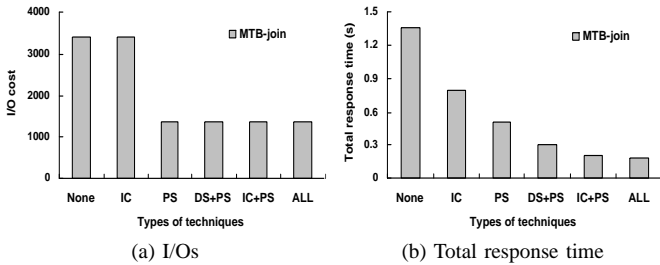 4000
3000
2000
1000
0
I/O cost
MTB-join
None IC PS DS+PS IC+PS ALL
Types of techniques
(a) I/Os
1.5
1.2
0.9
0.6
0.3
0
Total response time (s)
MTB-join
None IC PS DS+PS IC+PS ALL
Types of techniques
(b) Total response time